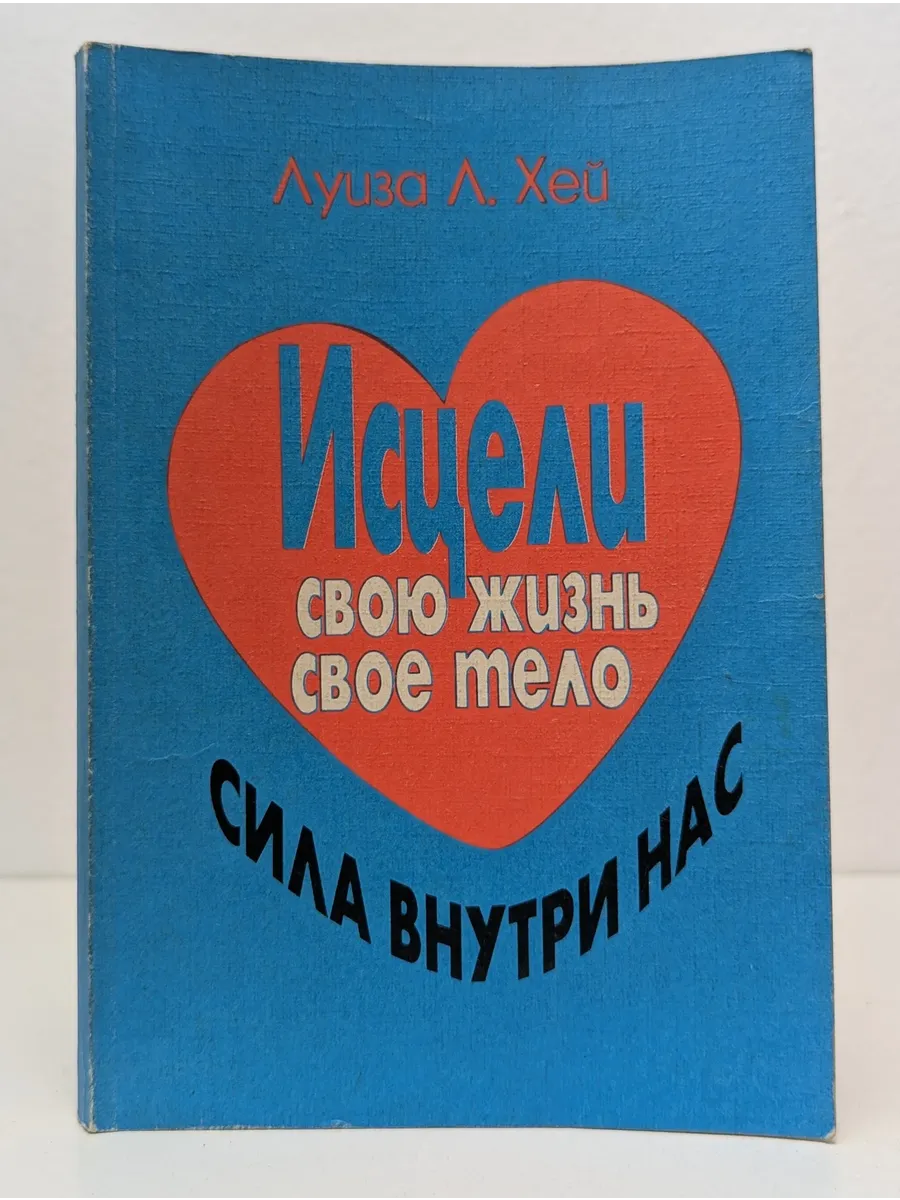 Луиза Л. Хей
Исцели
свою жизнь
свое тело
СИЛА ВНУТРИ НАС